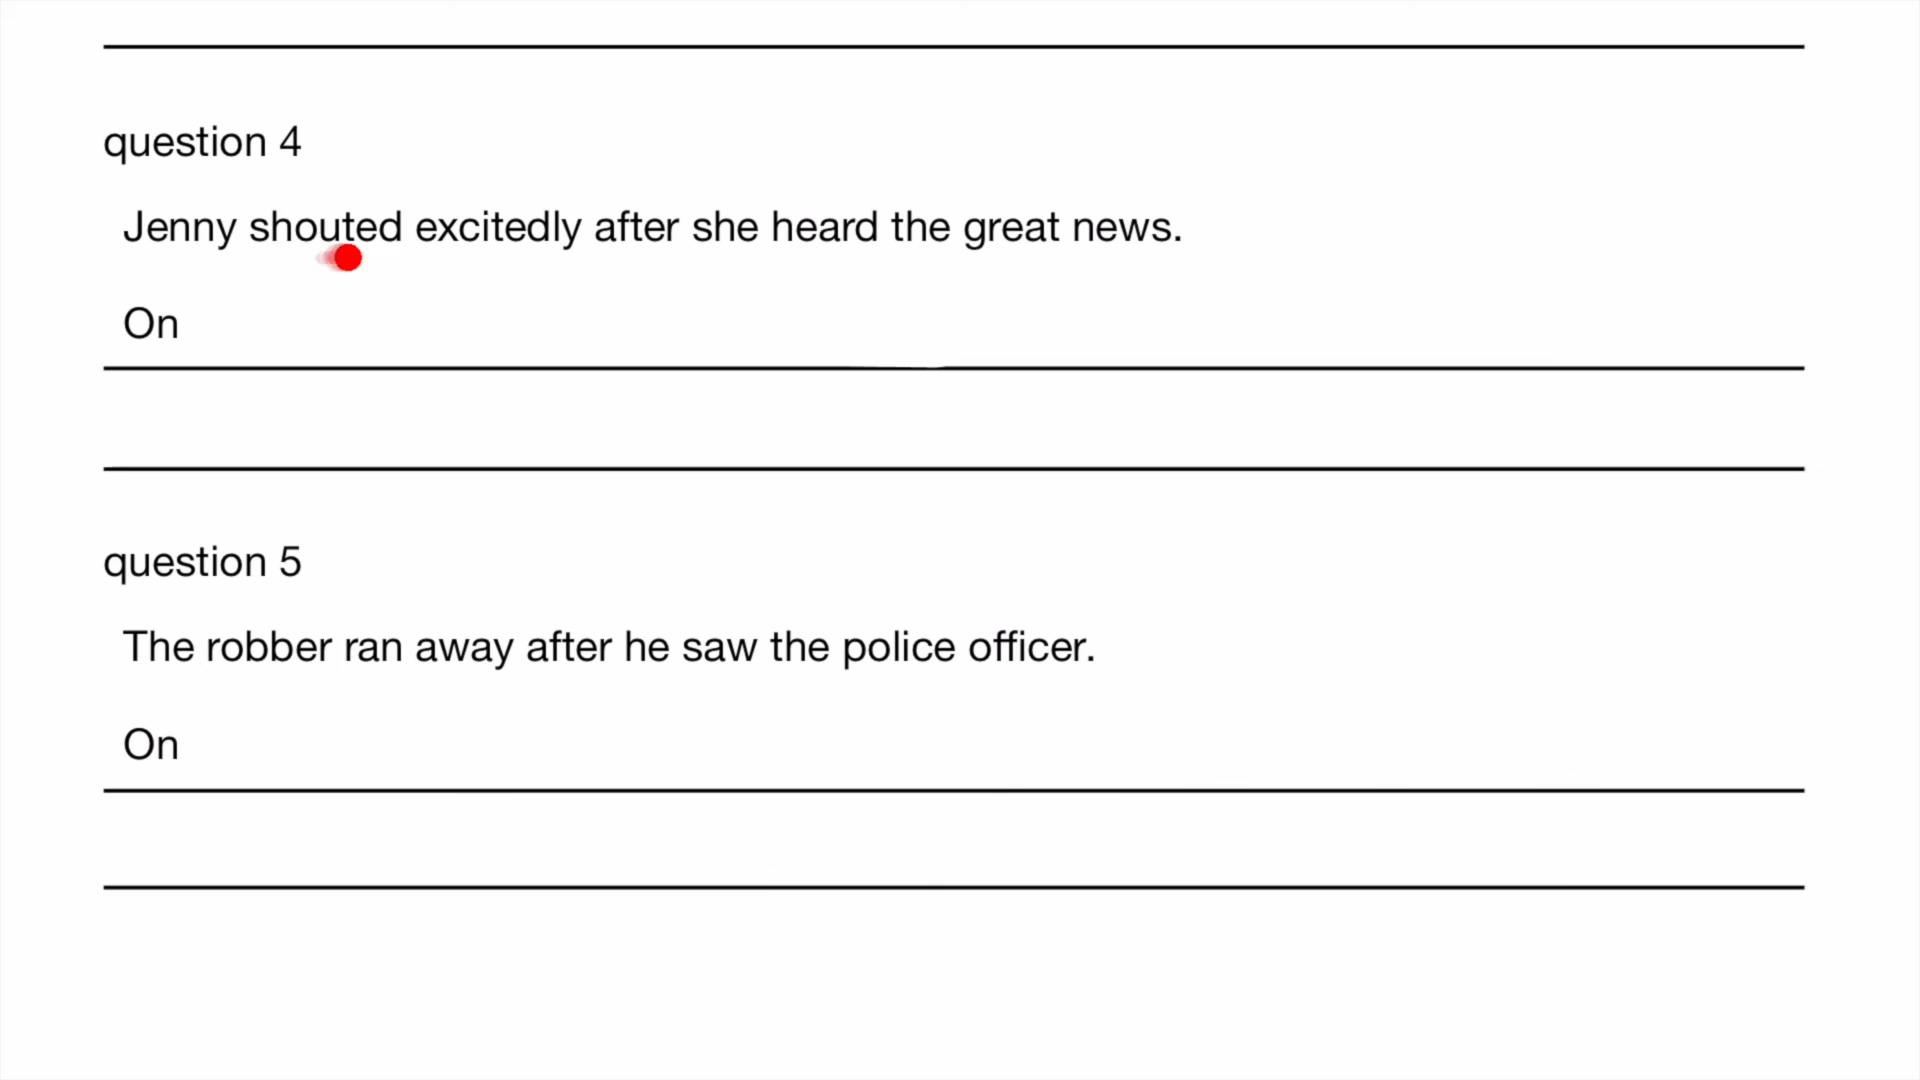 question 4
Jenny shouted excitedly after she heard the great news.
On
question 5
The robber ran away after he saw the police officer.
On